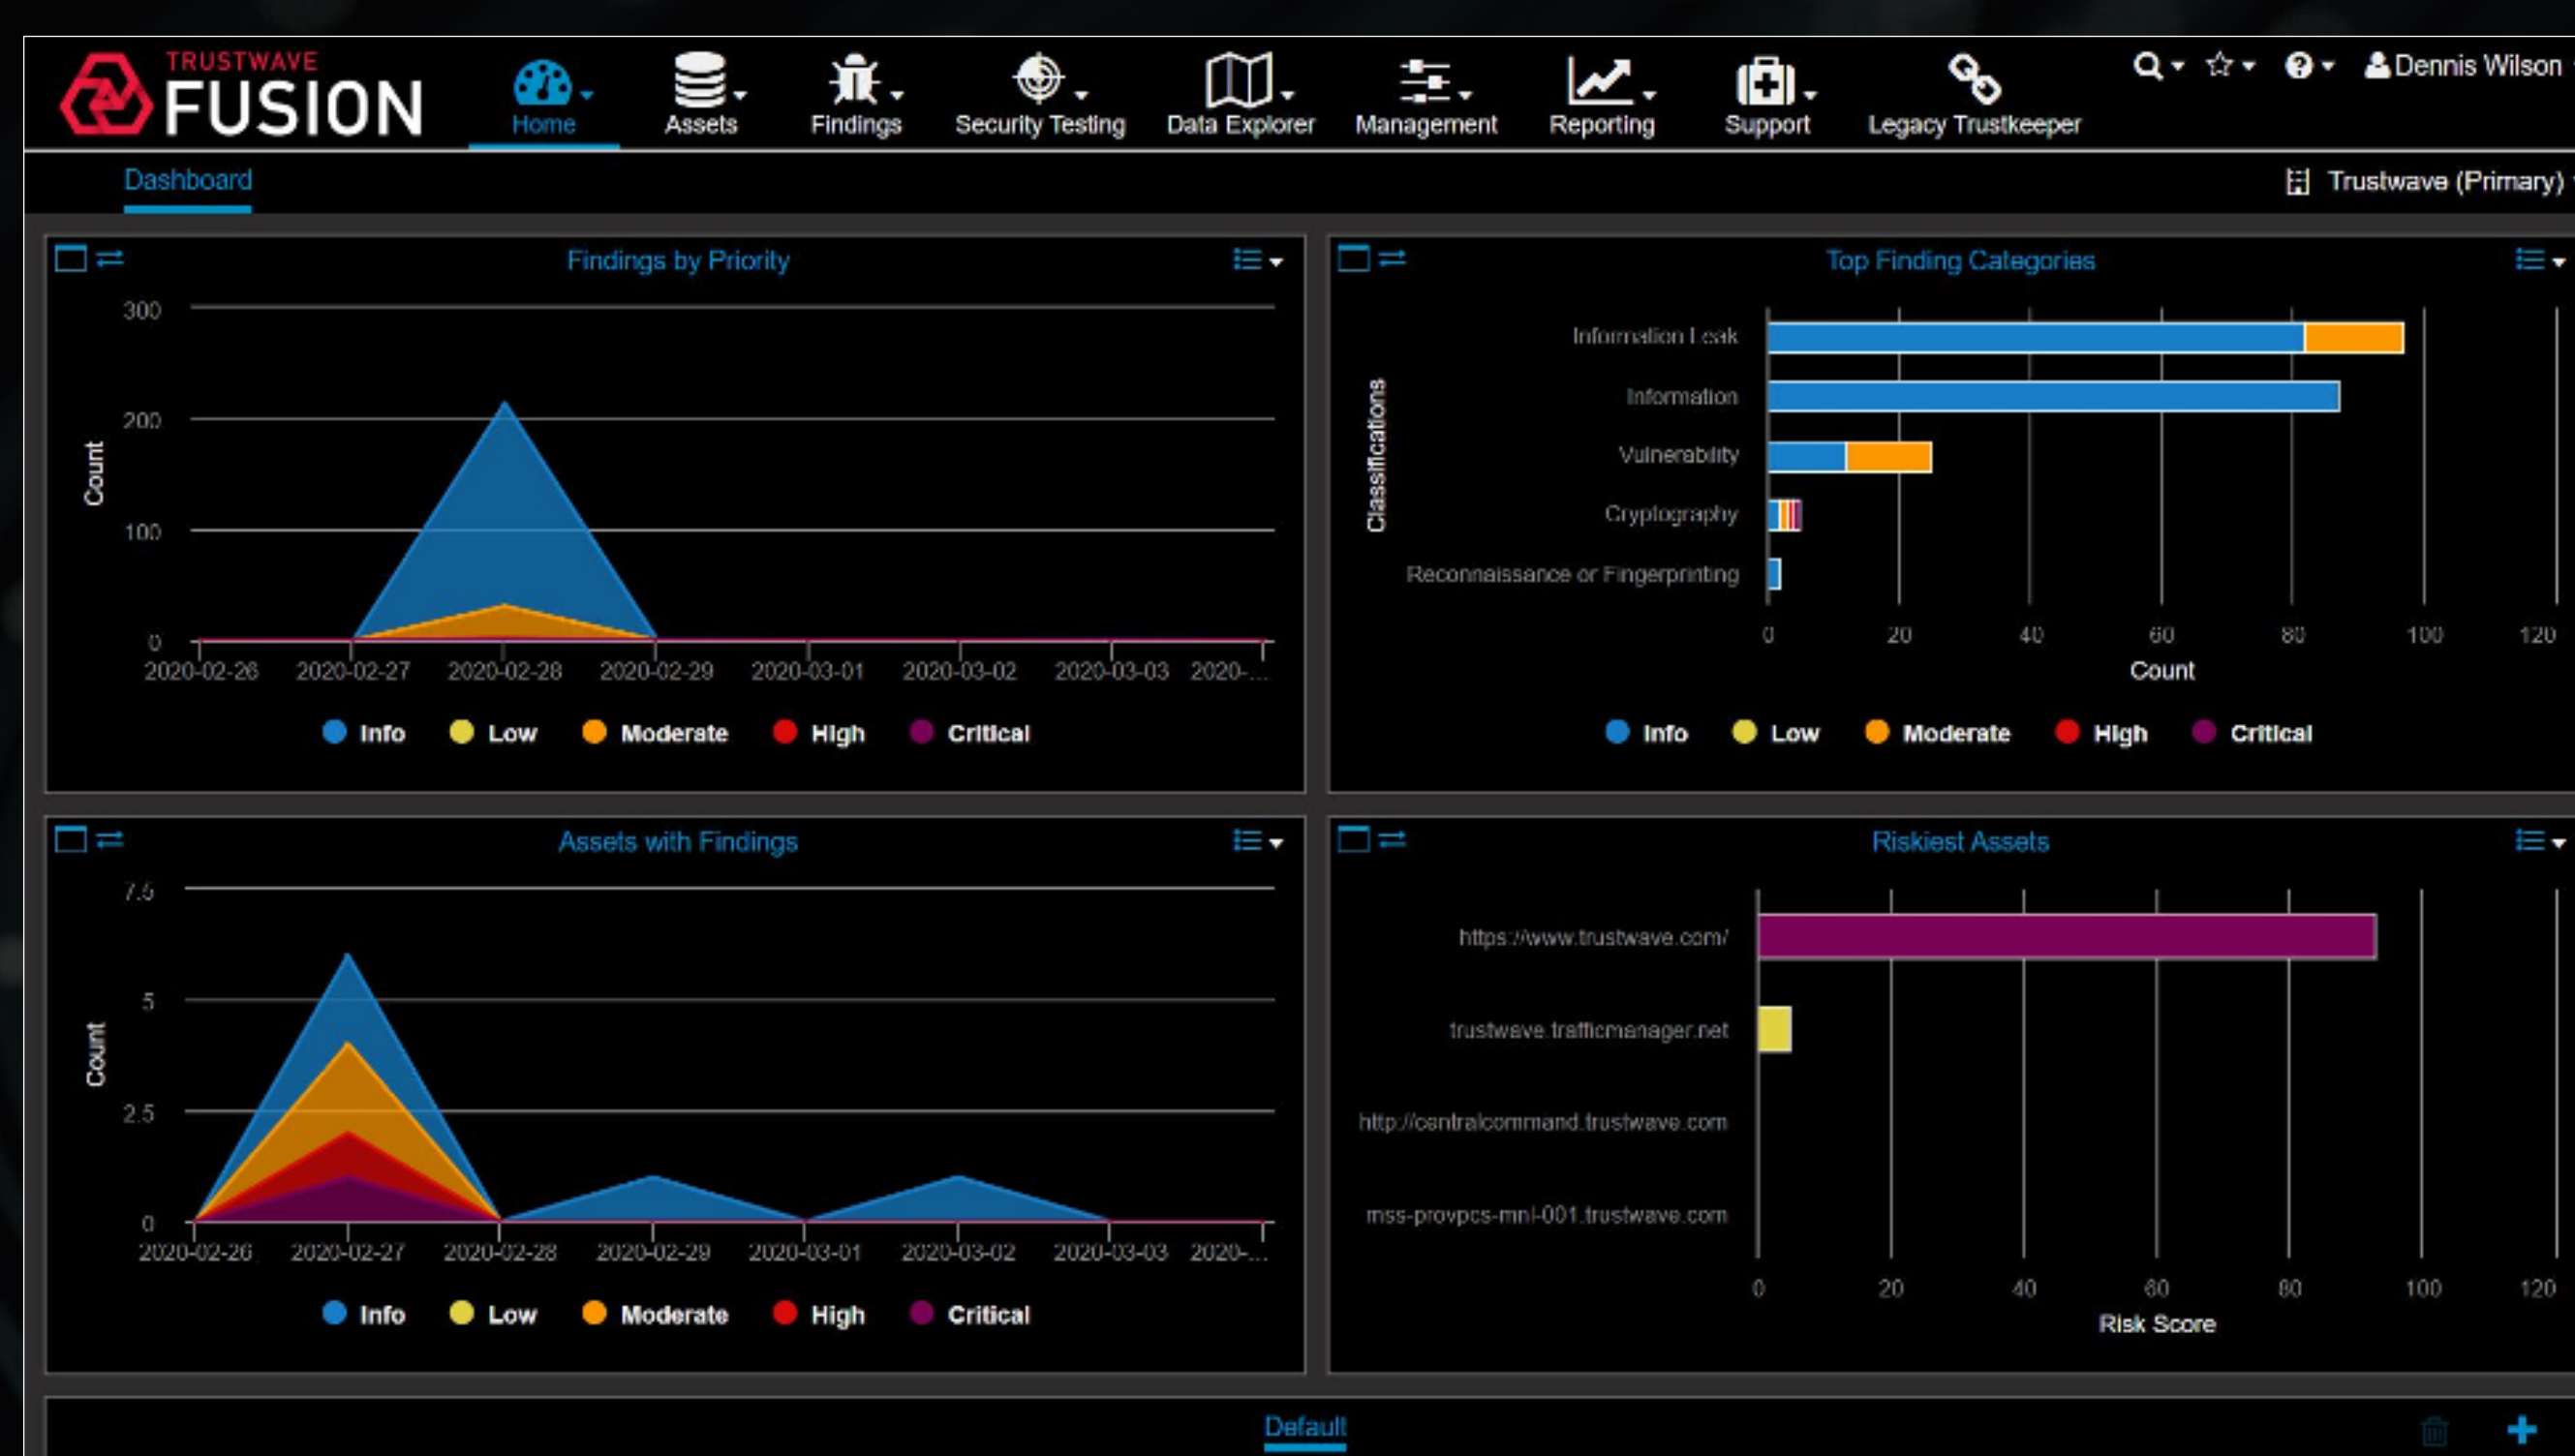 TRUSTWAVE
FUSION
Home
Assets
Findings
Security Testing
Data Explorer
Management
Reporting
Support
Legacy Trustkeeper
Dennis Wilson
Dashboard
Trustwave (Primary)
Findings by Priority
300
200
100
0
Count
2020-02-26 2020-02-27 2020-02-28 2020-02-29 2020-03-01 2020-03-02 2020-03-03 2020-...
Info Low Moderate High Critical
Top Finding Categories
Classifications
Information Leak
Information
Vulnerability
Cryptography
Reconnaissance or Fingerprinting
0 20 40 60 80 100 120
Count
Info Low Moderate High Critical
Assets with Findings
7.5
5
2.5
0
Count
2020-02-26 2020-02-27 2020-02-28 2020-02-29 2020-03-01 2020-03-02 2020-03-03 2020-...
Info Low Moderate High Critical
Riskiest Assets
https://www.trustwave.com/
trustwave.trafficmanager.net
http://centralcommand.trustwave.com
mss-provpcs-mnl-001.trustwave.com
0 20 40 60 80 100 120
Risk Score
Default